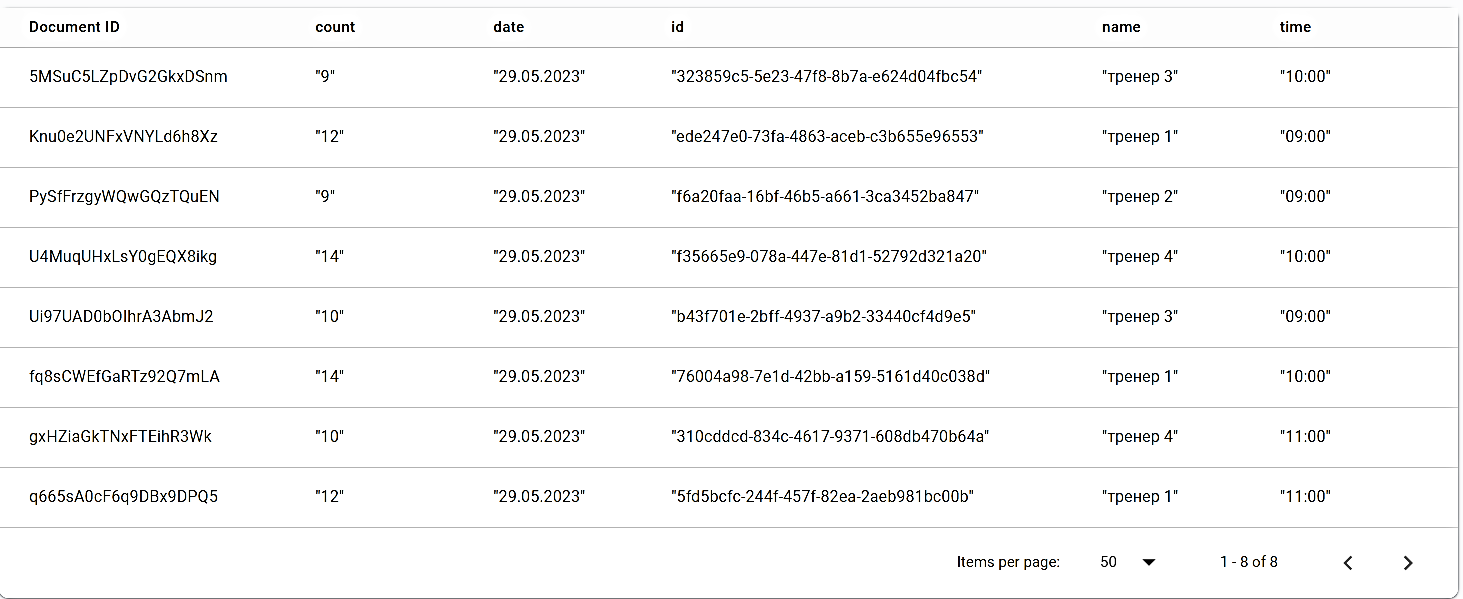 Document ID count date id name time
5MSuC5LZpDvG2GkxDSnm "9" "29.05.2023" "323859c5-5e23-47f8-8b7a-e624d04fbc54" "тренер 3" "10:00"
Knu0e2UNFxVNYLd6h8Xz "12" "29.05.2023" "ede247e0-73fa-4863-aceb-c3b655e96553" "тренер 1" "09:00"
PySfFrzgyWQwGQzTQuEN "9" "29.05.2023" "f6a20faa-16bf-46b5-a661-3ca3452ba847" "тренер 2" "09:00"
U4MuqUHxLsY0gEQX8ikg "14" "29.05.2023" "f35665e9-078a-447e-81d1-52792d321a20" "тренер 4" "10:00"
Ui97UAD0bOIhrA3AbmJ2 "10" "29.05.2023" "b43f701e-2bff-4937-a9b2-33440cf4d9e5" "тренер 3" "09:00"
fq8sCWEfGaRTz92Q7mLA "14" "29.05.2023" "76004a98-7e1d-42bb-a159-5161d40c038d" "тренер 1" "10:00"
gxHZiaGkTNxFTEihR3Wk "10" "29.05.2023" "310cddcd-834c-4617-9371-608db470b64a" "тренер 4" "11:00"
q665sA0cF6q9DBx9DPQ5 "12" "29.05.2023" "5fd5bcfc-244f-457f-82ea-2aeb981bc00b" "тренер 1" "11:00"
Items per page: 50 1 - 8 of 8